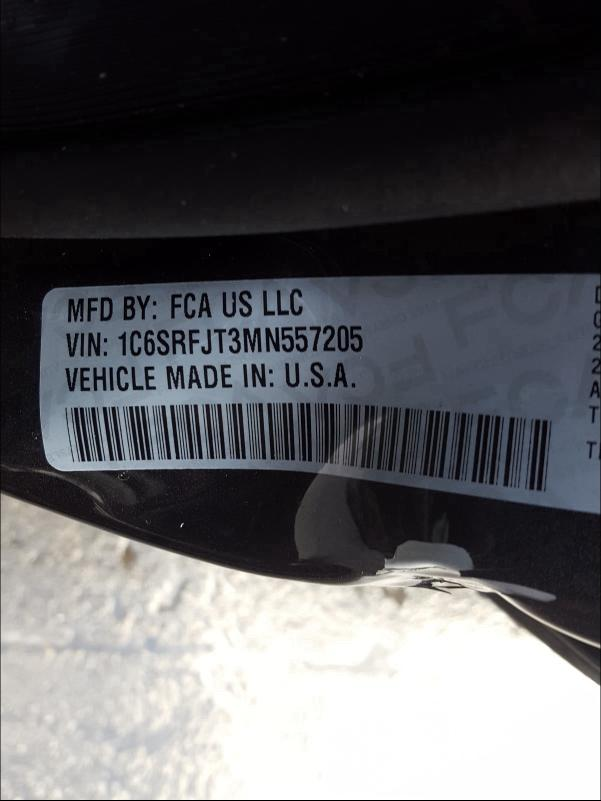 MFD BY: FCA US LLC
VIN: 1C6SRFJT3MN557205
VEHICLE MADE IN: U.S.A.